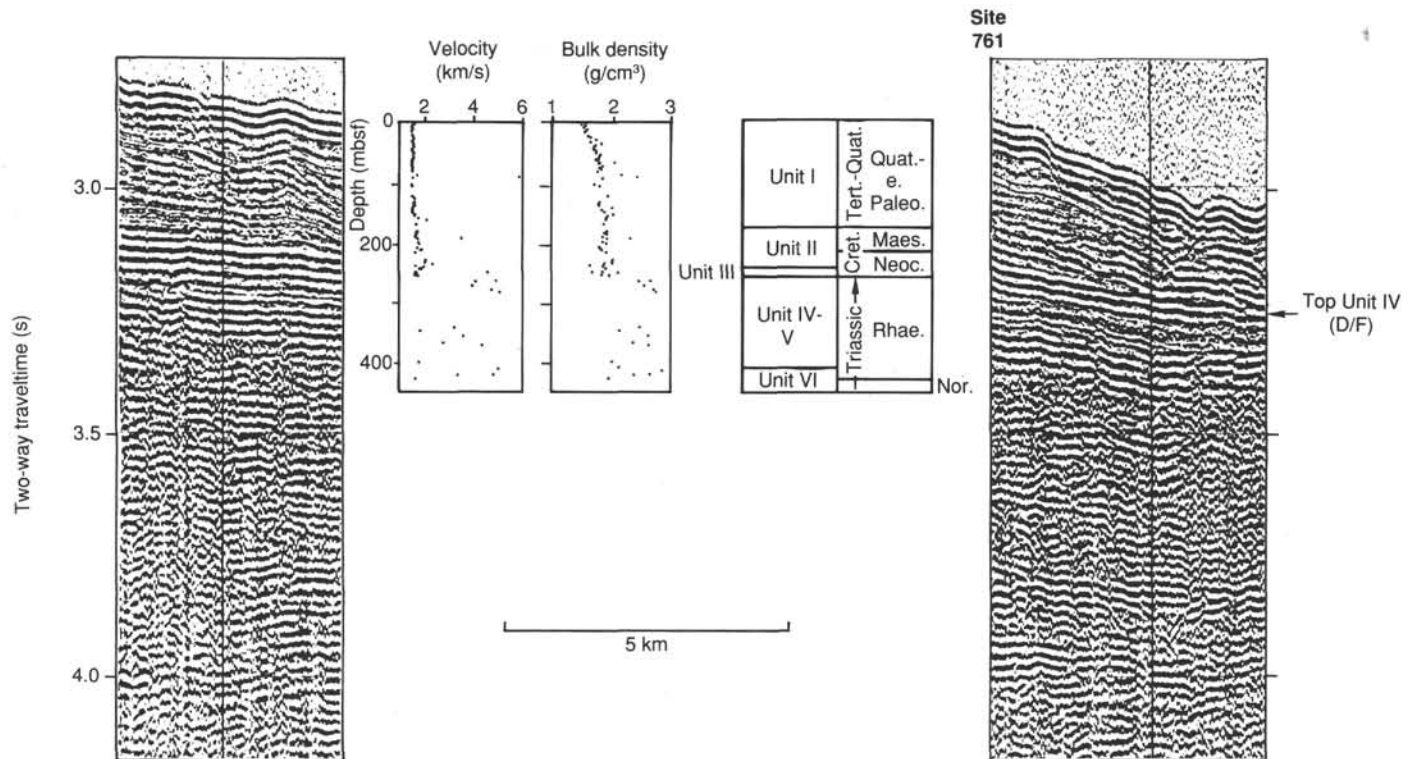 Site
761
Velocity
(km/s)
Bulk density
(g/cm³)
2 4 6
1 2 3
0
200
400
Depth (mbsf)
Two-way traveltime (s)
3.0
3.5
4.0
Unit I
Unit II
Unit III
Unit IV-
V
Unit VI
Tert.-Quat.
Cret.
Triassic
Quat.-
e.
Paleo.
Maes.
Neoc.
Rhae.
Nor.
Top Unit IV
(D/F)
5 km